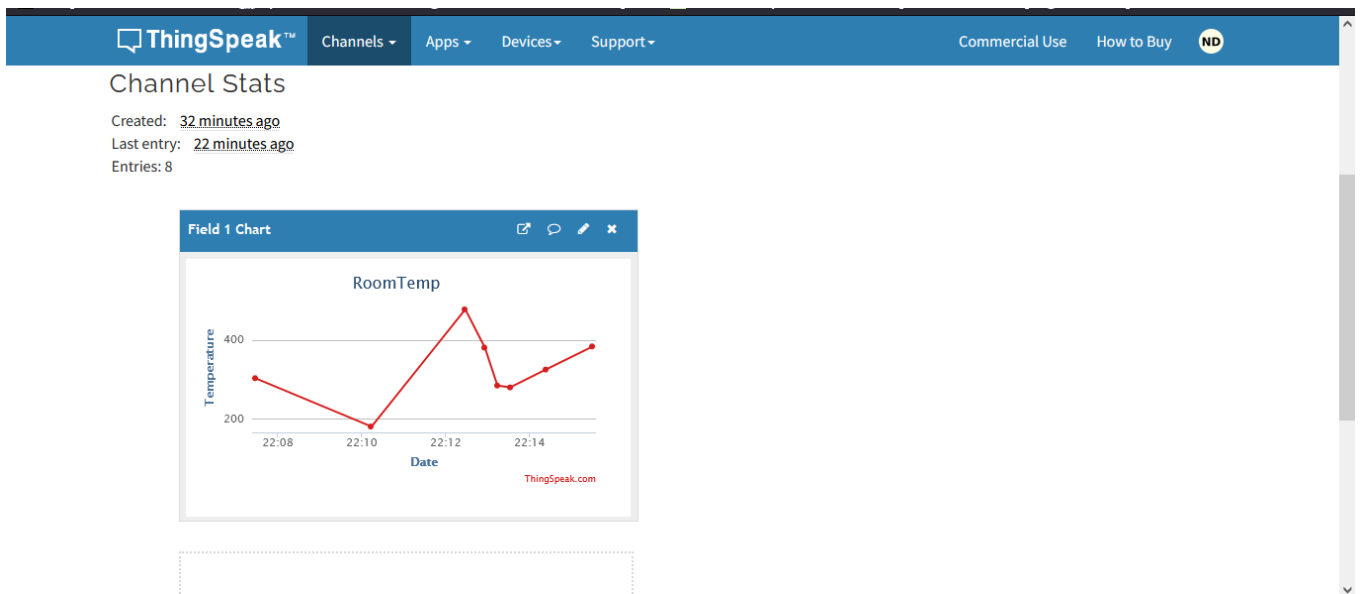 ThingSpeak™ Channels Apps Devices Support Commercial Use How to Buy ND
Channel Stats
Created: 32 minutes ago
Last entry: 22 minutes ago
Entries: 8
Field 1 Chart
RoomTemp
Temperature
400
200
22:08 22:10 22:12 22:14
Date
ThingSpeak.com